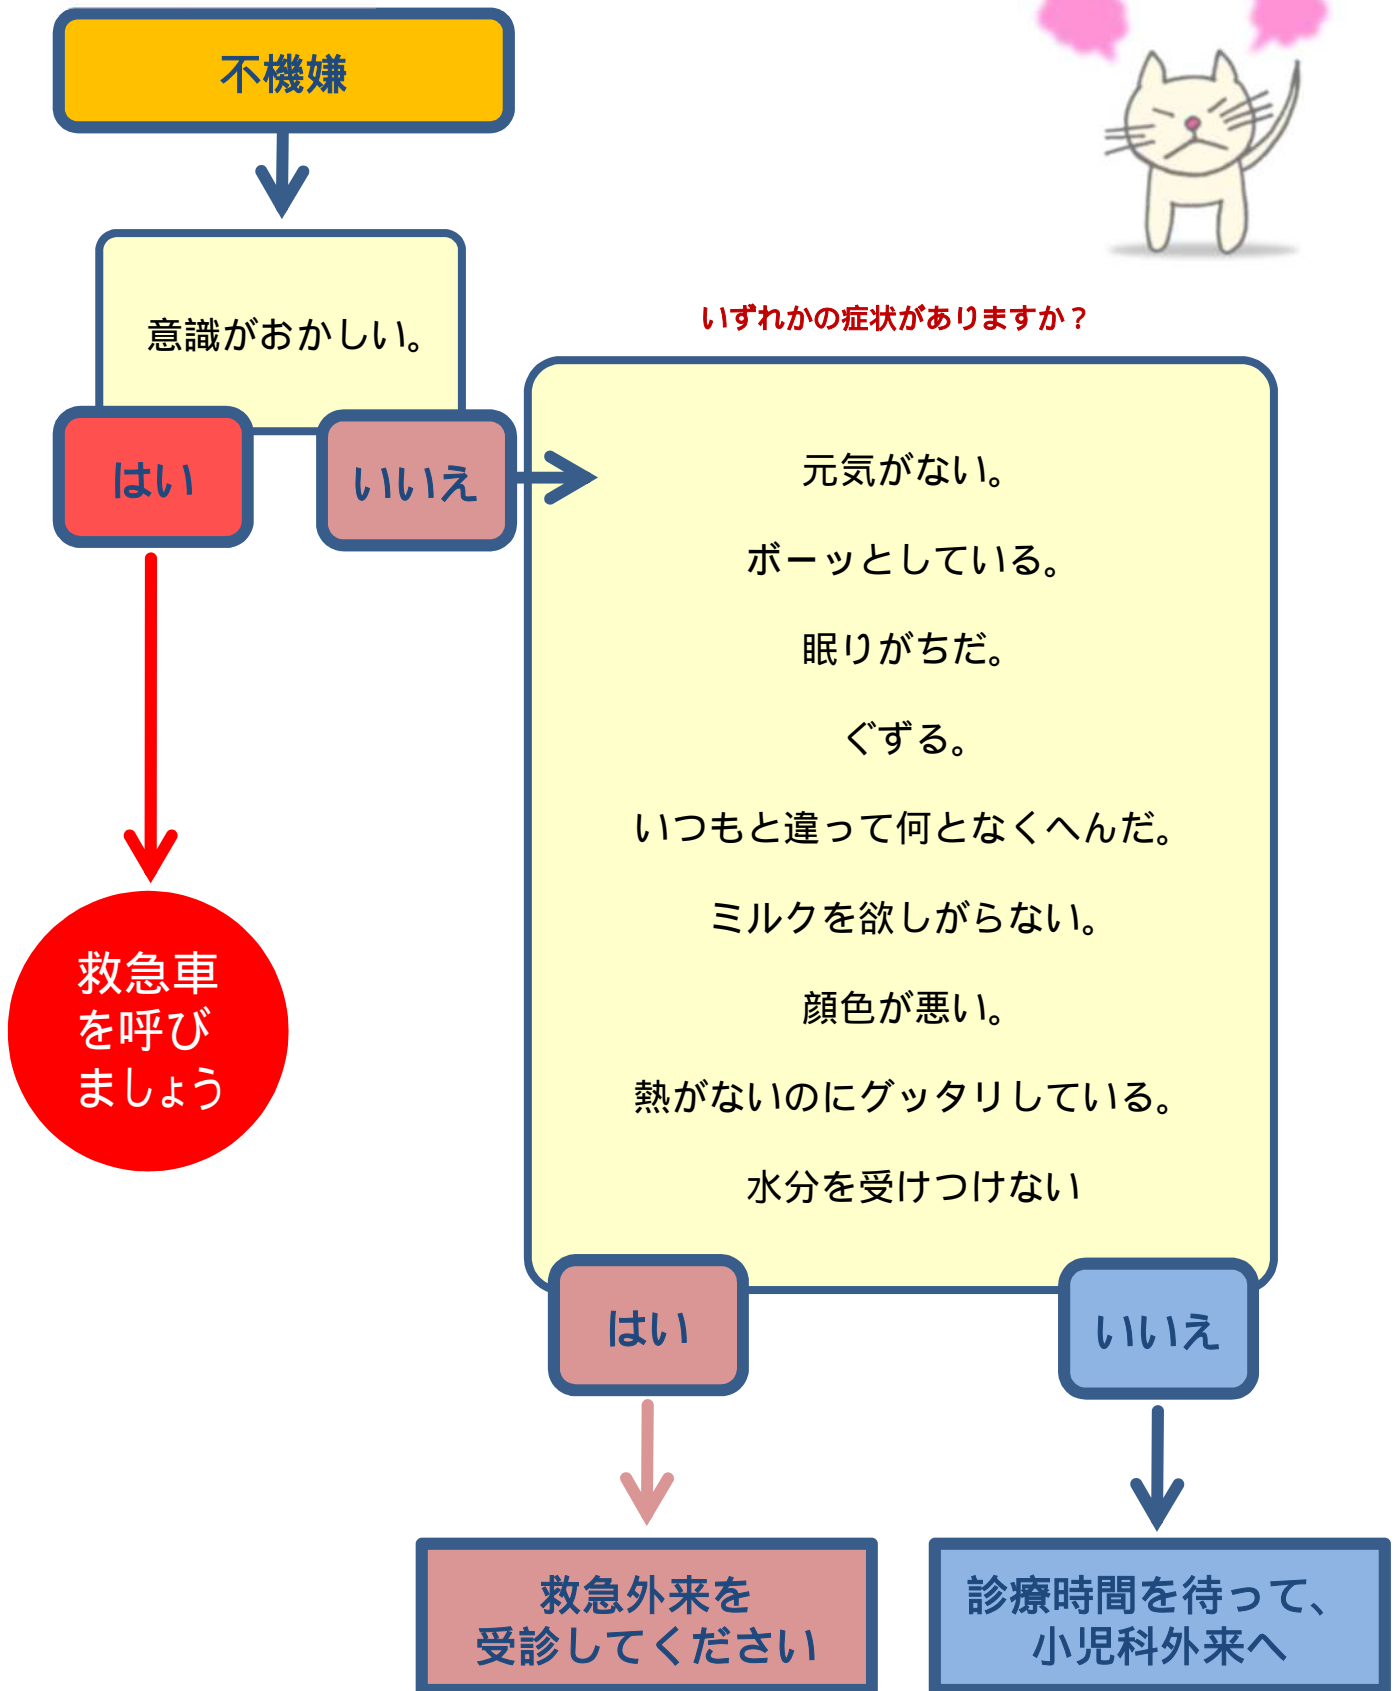 不機嫌
意識がおかしい。
はい
いいえ
救急車
を呼び
ましょう
いずれかの症状がありますか？
元気がない。
ボーッとしている。
眠りがちだ。
ぐずる。
いつもと違って何となくへんだ。
ミルクを欲しがらない。
顔色が悪い。
熱がないのにグッタリしている。
水分を受けつけない
はい
いいえ
救急外来を
受診してください
診療時間を待って、
小児科外来へ